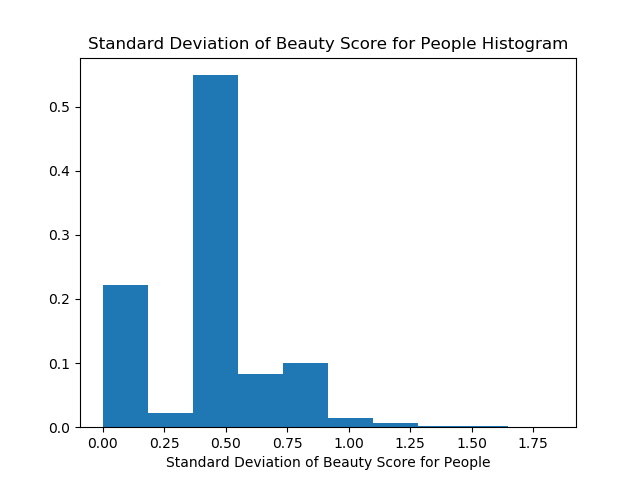 Standard Deviation of Beauty Score for People Histogram
0.5
0.4
0.3
0.2
0.1
0.0
0.00 0.25 0.50 0.75 1.00 1.25 1.50 1.75
Standard Deviation of Beauty Score for People